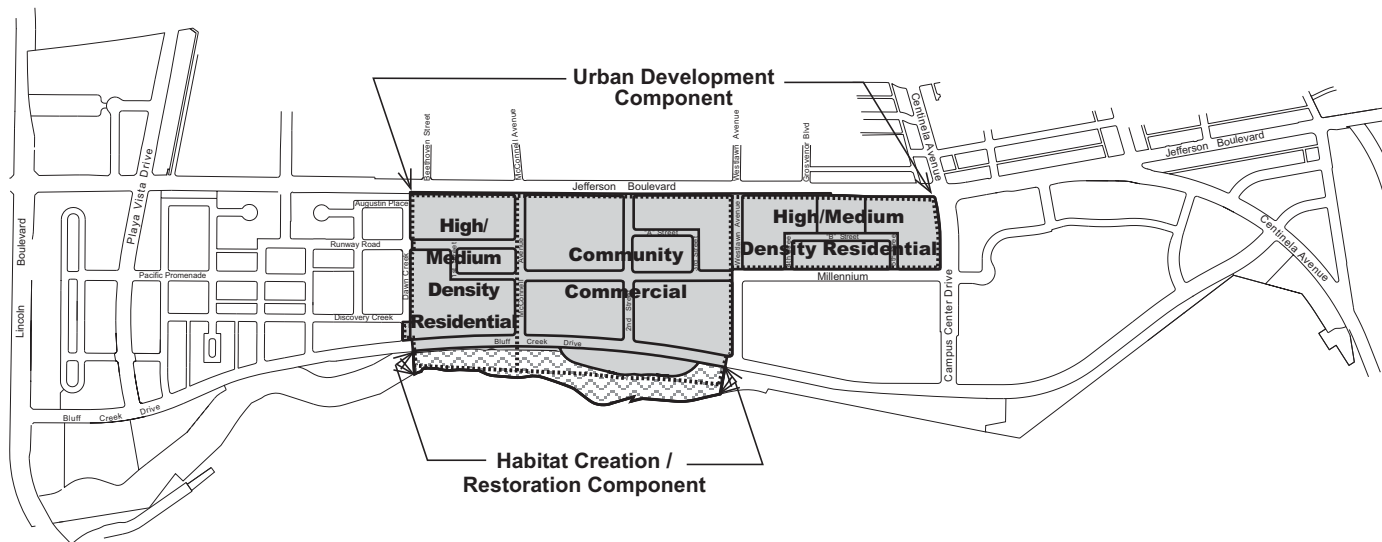 Urban Development
Component
Beethoven Street
McConnell Avenue
Westlawn Avenue
Grosvenor Blvd
Centinela Avenue
Jefferson Boulevard
Playa Vista Drive
Jefferson Boulevard
Augustin Place
High/
Medium
Density
Residential
Community
Commercial
High/Medium
Density Residential
Westlawn Avenue
McConnell Avenue
2nd Street
Runway Road
Pacific Promenade
Dawn Creek
Millennium
Discovery Creek
Lincoln Boulevard
Bluff Creek Drive
Bluff Creek Drive
Campus Center Drive
Centinela Avenue
Habitat Creation /
Restoration Component